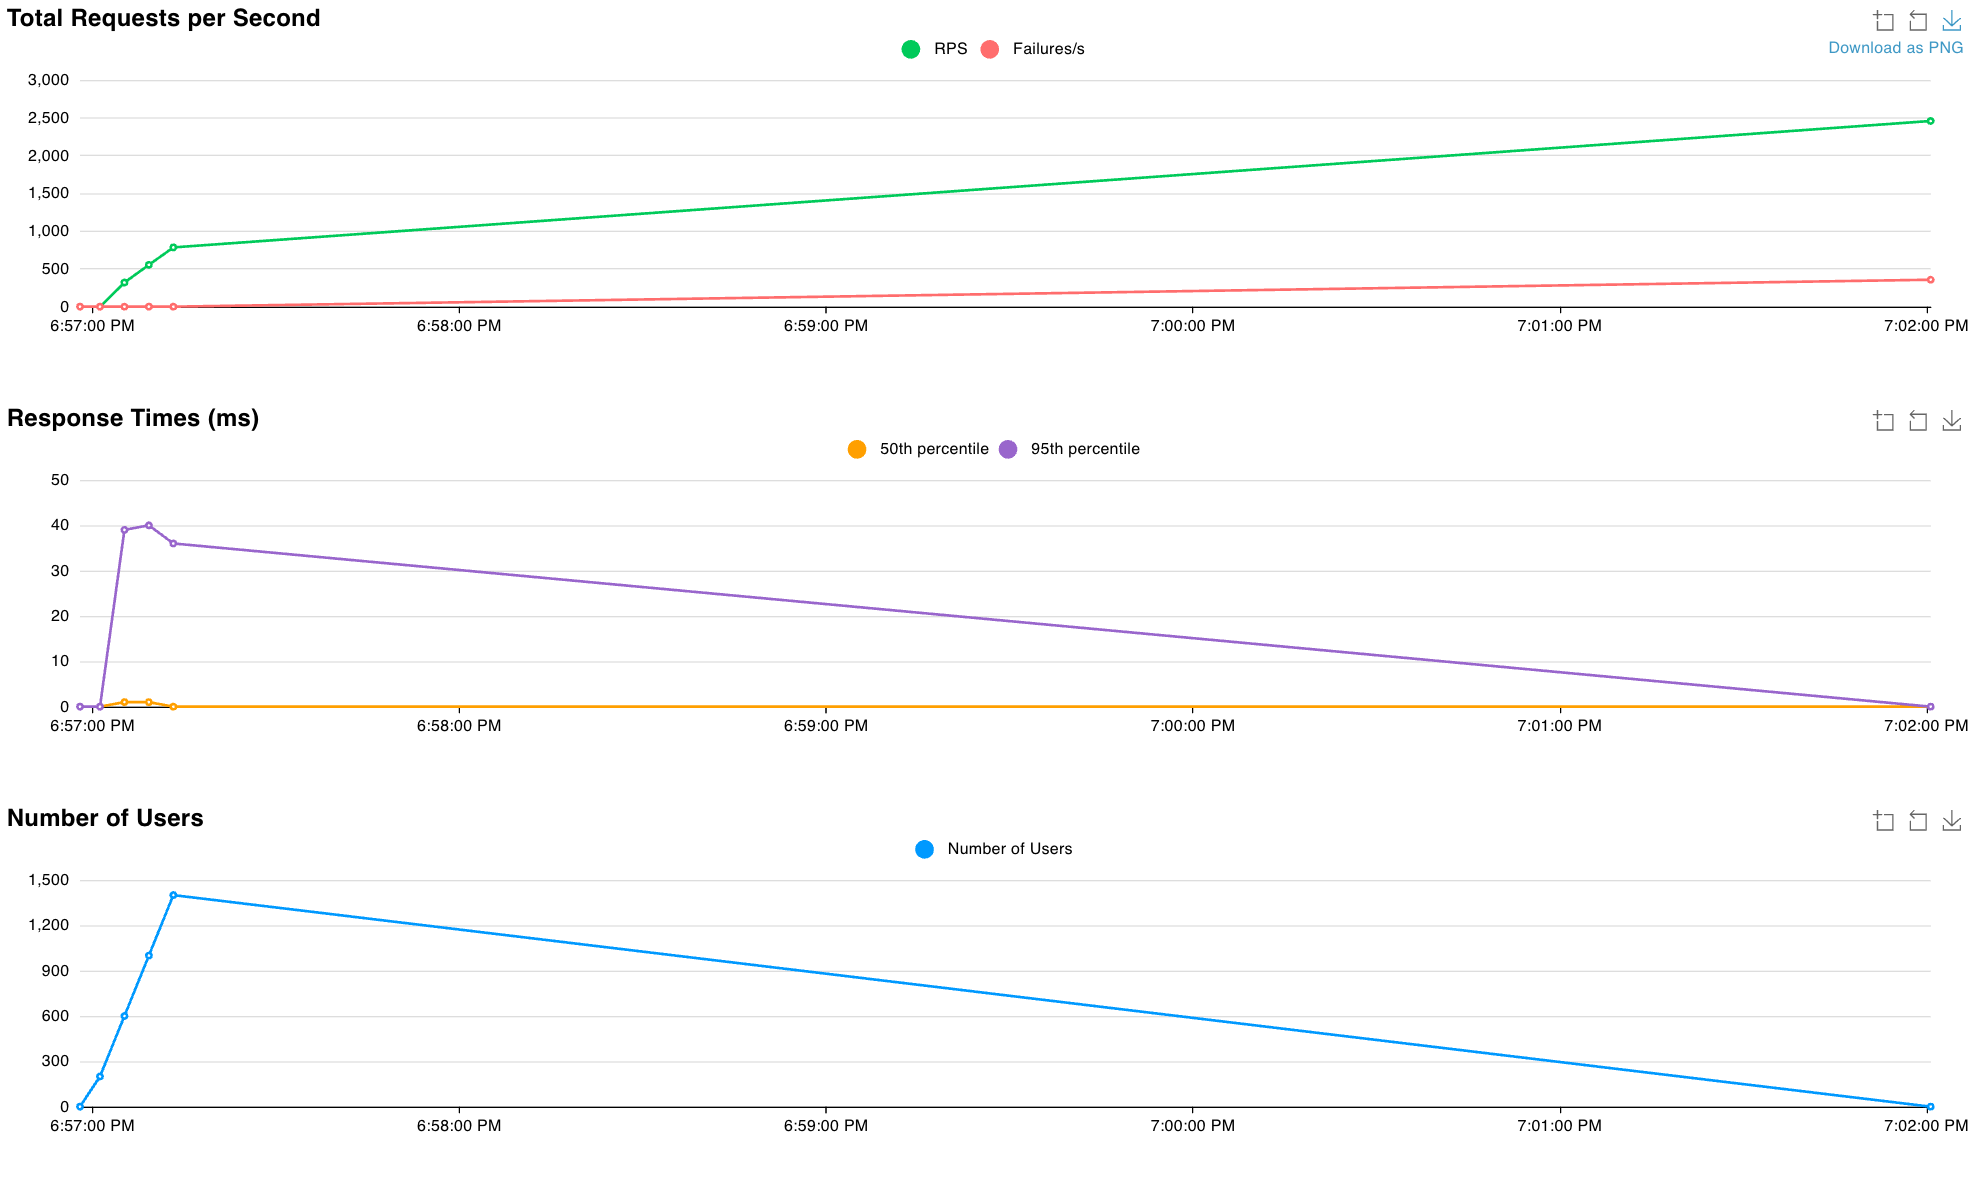 Total Requests per Second
Download as PNG
RPS Failures/s
3,000
2,500
2,000
1,500
1,000
500
0
6:57:00 PM 6:58:00 PM 6:59:00 PM 7:00:00 PM 7:01:00 PM 7:02:00 PM
Response Times (ms)
50th percentile 95th percentile
50
40
30
20
10
0
6:57:00 PM 6:58:00 PM 6:59:00 PM 7:00:00 PM 7:01:00 PM 7:02:00 PM
Number of Users
Number of Users
1,500
1,200
900
600
300
0
6:57:00 PM 6:58:00 PM 6:59:00 PM 7:00:00 PM 7:01:00 PM 7:02:00 PM